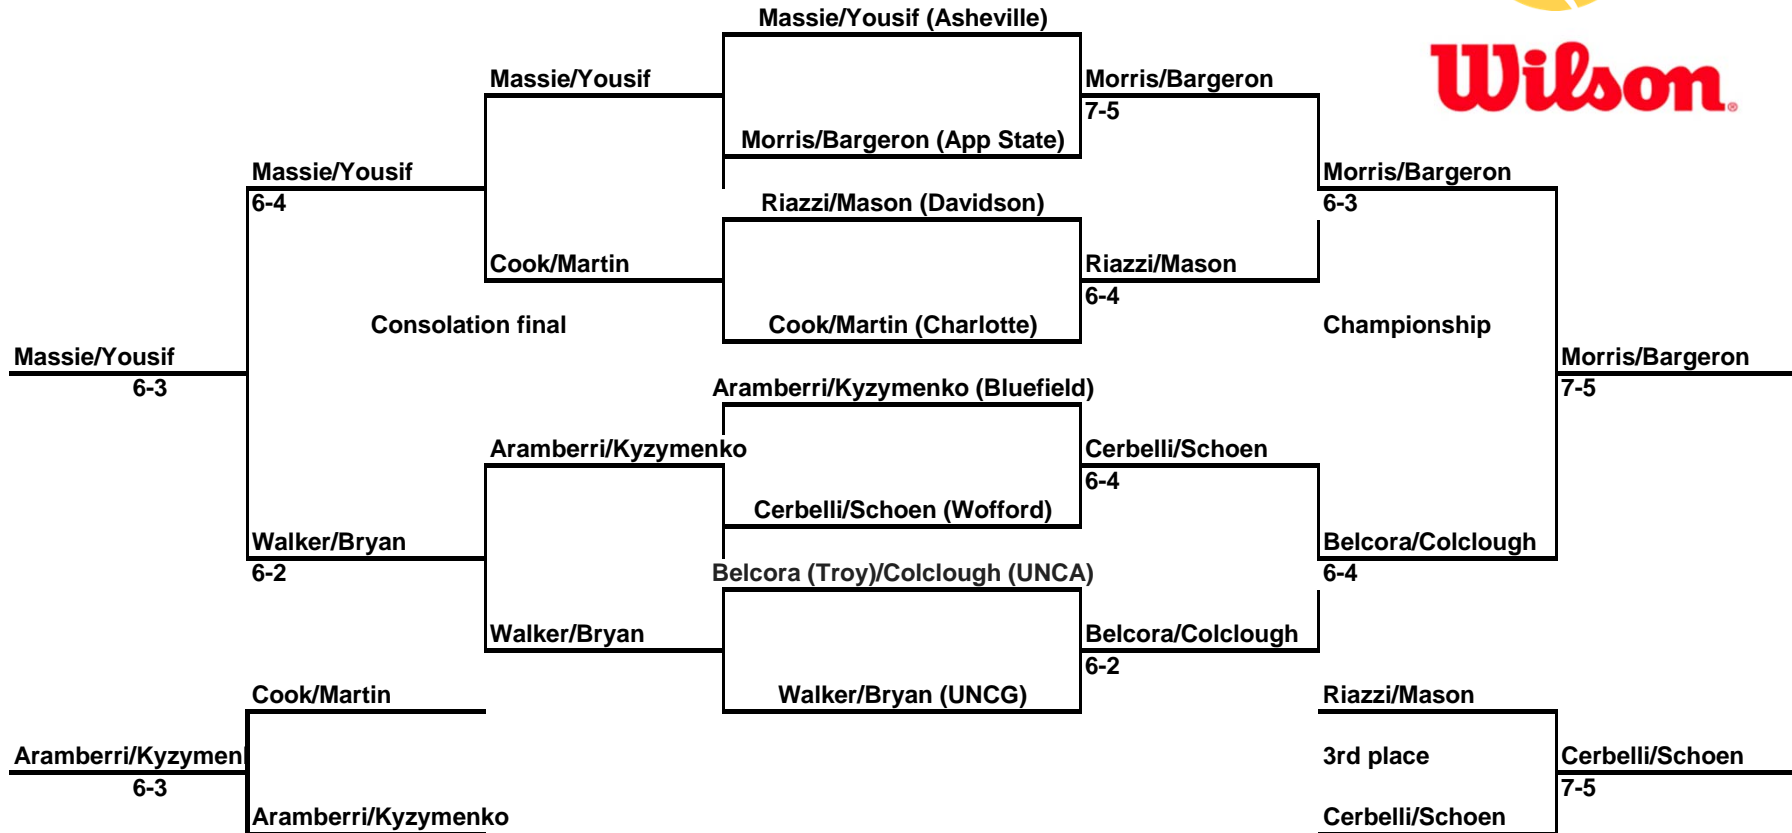 Massie/Yousif (Asheville)
Wilson
Massie/Yousif
Morris/Bargeron
7-5
Morris/Bargeron (App State)
Massie/Yousif
6-4
Morris/Bargeron
6-3
Riazzi/Mason (Davidson)
Cook/Martin
Riazzi/Mason
6-4
Consolation final
Cook/Martin (Charlotte)
Championship
Massie/Yousif
6-3
Morris/Bargeron
7-5
Aramberri/Kyzymenko (Bluefield)
Aramberri/Kyzymenko
Cerbelli/Schoen
6-4
Cerbelli/Schoen (Wofford)
Walker/Bryan
6-2
Belcora/Colclough
6-4
Belcora (Troy)/Colclough (UNCA)
Walker/Bryan
Belcora/Colclough
6-2
Cook/Martin
Walker/Bryan (UNCG)
Riazzi/Mason
Aramberri/Kyzymen
6-3
3rd place
Cerbelli/Schoen
7-5
Aramberri/Kyzymenko
Cerbelli/Schoen